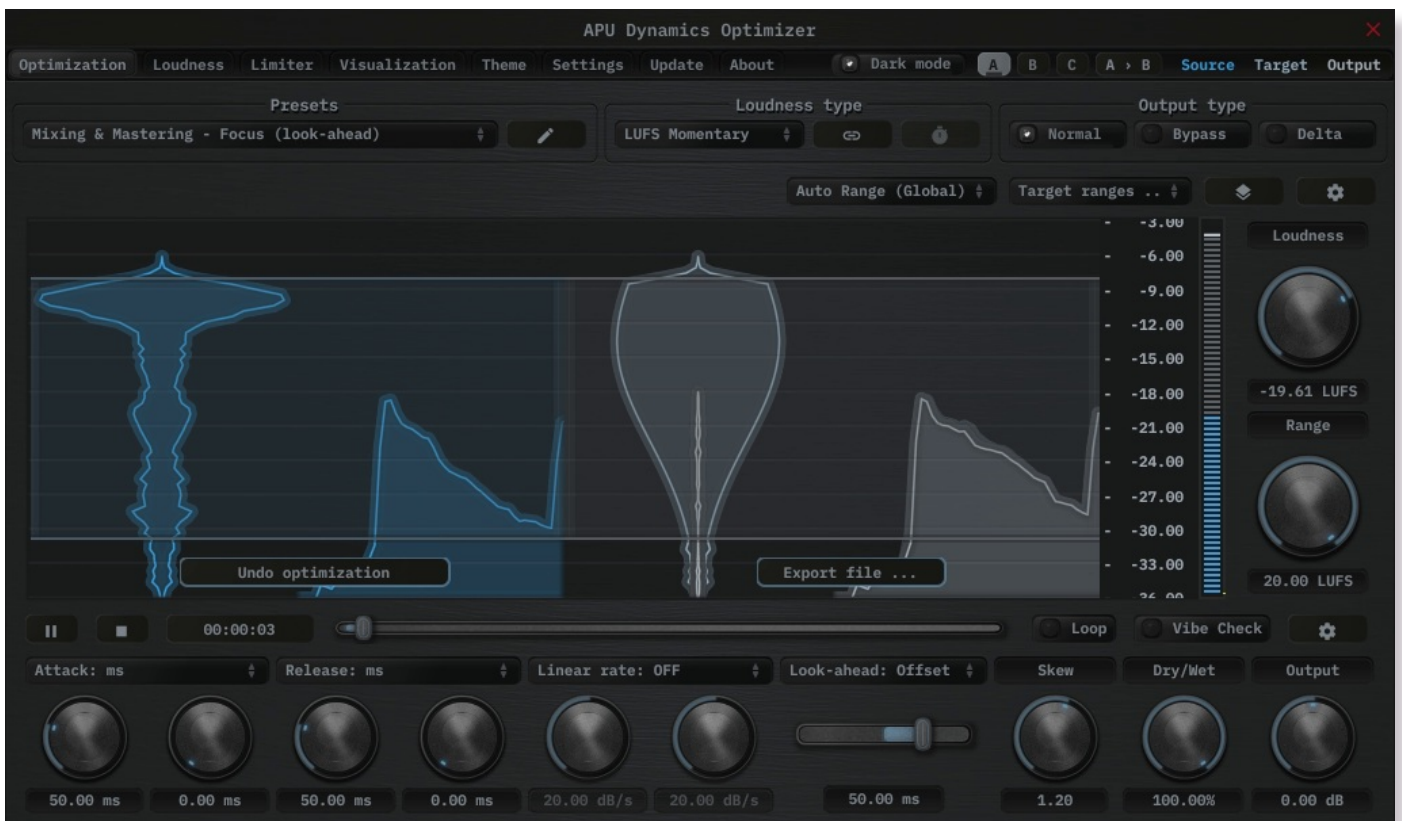 APU Dynamics Optimizer
Optimization Loudness Limiter Visualization Theme Settings Update About Dark mode A B C A › B Source Target Output
Presets Loudness type Output type
Mixing & Mastering - Focus (look-ahead) LUFS Momentary Normal Bypass Delta
Auto Range (Global) Target ranges ..
-3.00
Loudness
-6.00
-9.00
-12.00
-15.00
-18.00 -19.61 LUFS
-21.00 Range
-24.00
-27.00
-30.00
-33.00
Undo optimization Export file ... 20.00 LUFS
-36.00
00:00:03 Loop Vibe Check
Attack: ms Release: ms Linear rate: OFF Look-ahead: Offset Skew Dry/Wet Output
50.00 ms 0.00 ms 50.00 ms 0.00 ms 20.00 dB/s 20.00 dB/s 50.00 ms 1.20 100.00% 0.00 dB